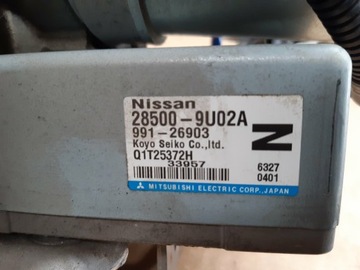 Nissan
28500-9U02A
991-26903
Koyo Seiko Co.,ltd.
Q1T25372H
33957
N
6327
0401
MITSUBISHI ELECTRIC CORP., JAPAN